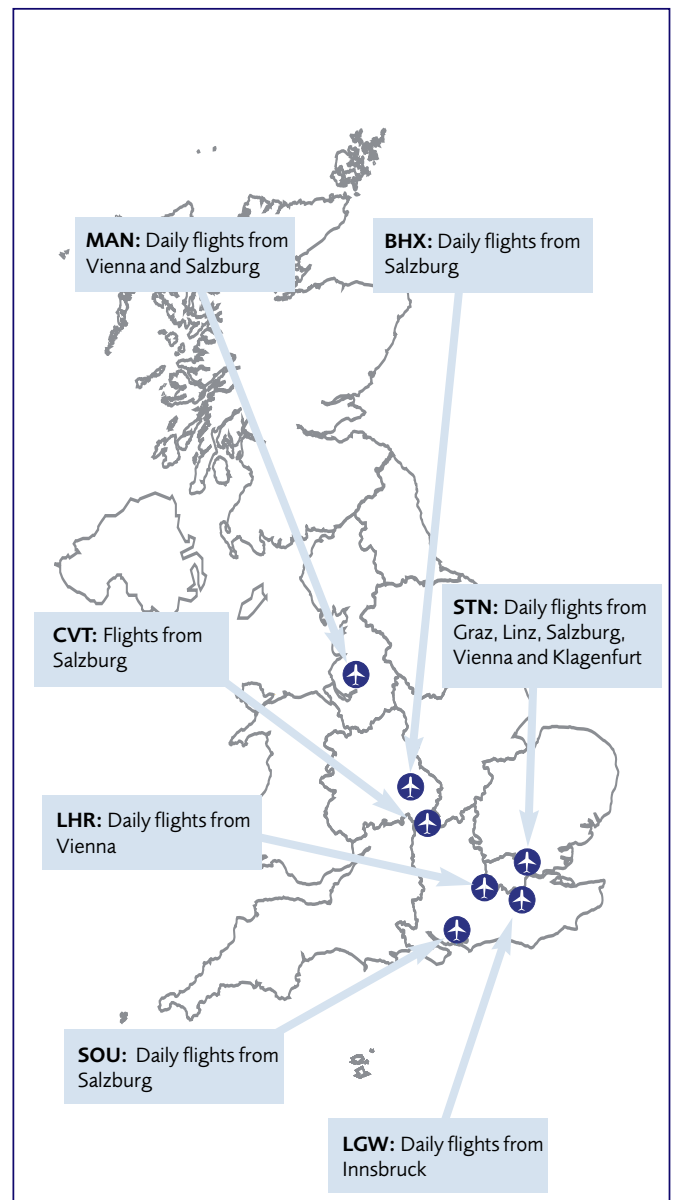 MAN: Daily flights from
Vienna and Salzburg
BHX: Daily flights from
Salzburg
STN: Daily flights from
Graz, Linz, Salzburg,
Vienna and Klagenfurt
CVT: Flights from
Salzburg
LHR: Daily flights from
Vienna
SOU: Daily flights from
Salzburg
LGW: Daily flights from
Innsbruck